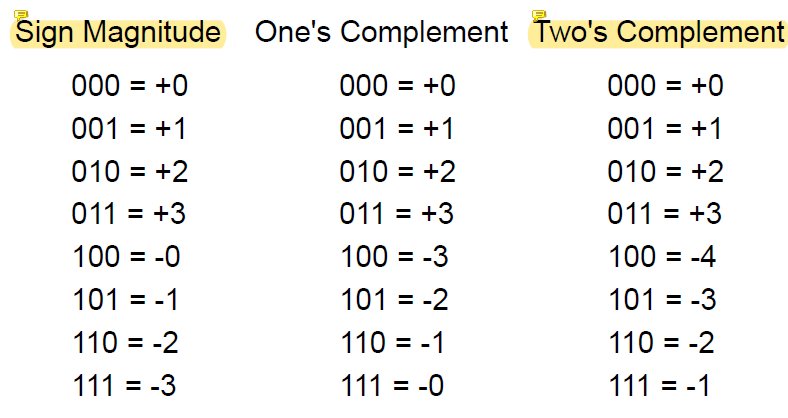 Sign Magnitude One's Complement Two's Complement
000 = +0 000 = +0 000 = +0
001 = +1 001 = +1 001 = +1
010 = +2 010 = +2 010 = +2
011 = +3 011 = +3 011 = +3
100 = -0 100 = -3 100 = -4
101 = -1 101 = -2 101 = -3
110 = -2 110 = -1 110 = -2
111 = -3 111 = -0 111 = -1